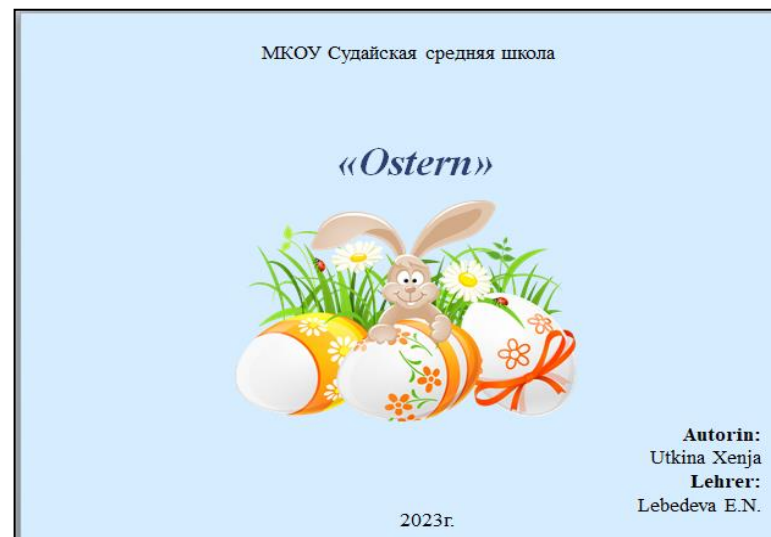 МКОУ Судайская средняя школа
«Ostern»
Autorin:
Utkina Xenja
Lehrer:
Lebedeva E.N.
2023г.